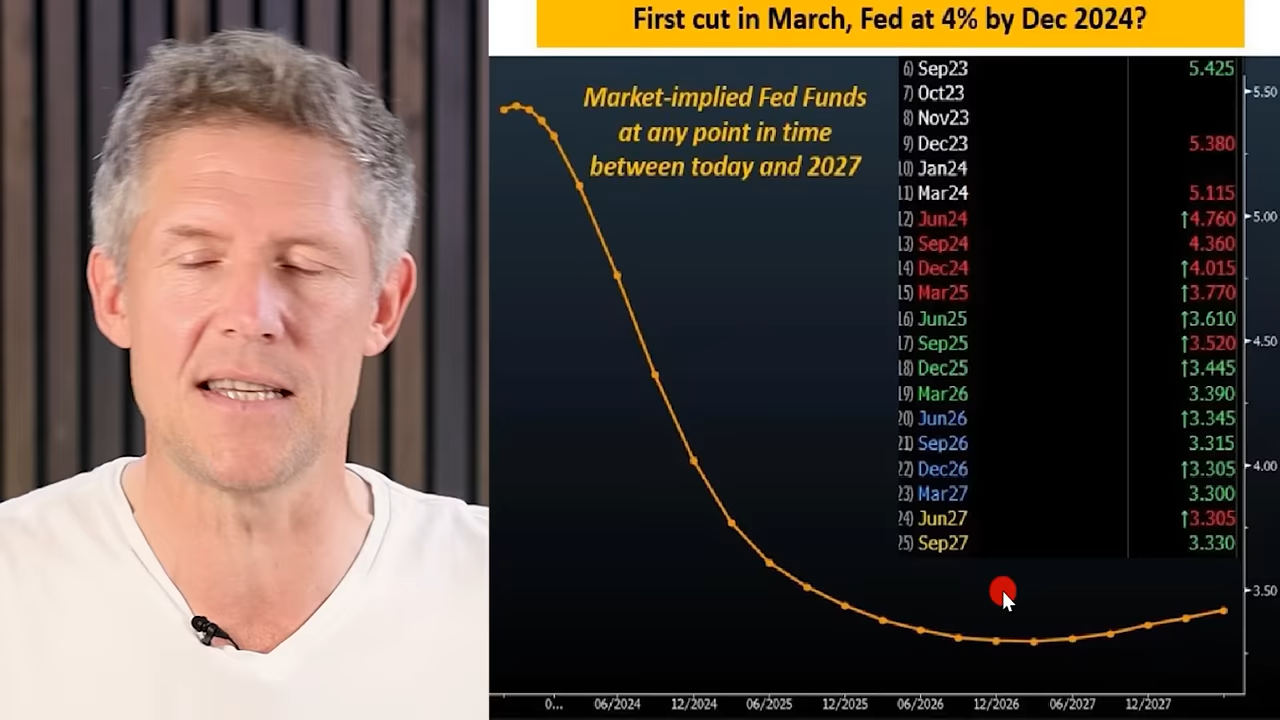 First cut in March, Fed at 4% by Dec 2024?
Market-implied Fed Funds
at any point in time
between today and 2027
6) Sep23 5.425
7) Oct23
8) Nov23
9) Dec23 5.380
10) Jan24
11) Mar24 5.115
12) Jun24 ↑4.760
13) Sep24 4.360
14) Dec24 ↑4.015
15) Mar25 ↑3.770
16) Jun25 ↑3.610
17) Sep25 ↑3.520
18) Dec25 ↑3.445
19) Mar26 3.390
20) Jun26 ↑3.345
21) Sep26 3.315
22) Dec26 ↑3.305
23) Mar27 3.300
24) Jun27 ↑3.305
25) Sep27 3.330
5.50
5.00
4.50
4.00
3.50
0... 06/2024 12/2024 06/2025 12/2025 06/2026 12/2026 06/2027 12/2027